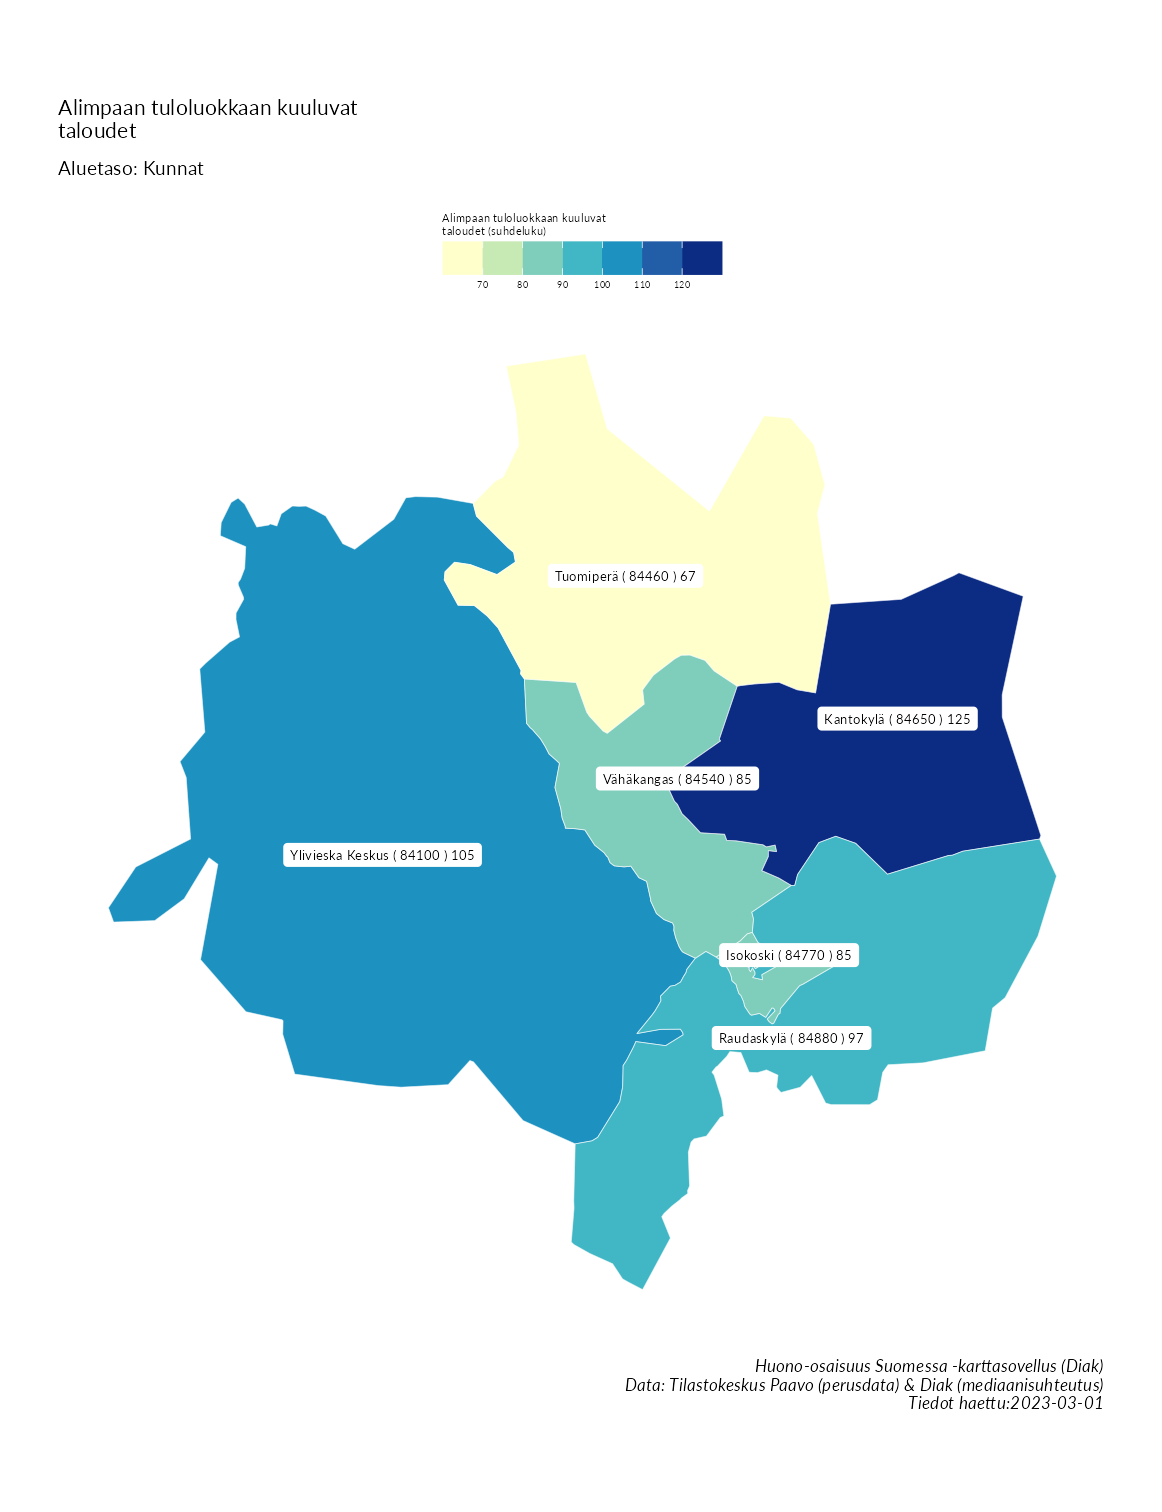 Alimpaan tuloluokkaan kuuluvat
taloudet
Aluetaso: Kunnat
Alimpaan tuloluokkaan kuuluvat
taloudet (suhdeluku)
70 80 90 100 110 120
Tuomiperä ( 84460 ) 67
Kantokylä ( 84650 ) 125
Vähäkangas ( 84540 ) 85
Ylivieska Keskus ( 84100 ) 105
Isokoski ( 84770 ) 85
Raudaskylä ( 84880 ) 97
Huono-osaisuus Suomessa -karttasovellus (Diak)
Data: Tilastokeskus Paavo (perusdata) & Diak (mediaanisuhteutus)
Tiedot haettu:2023-03-01